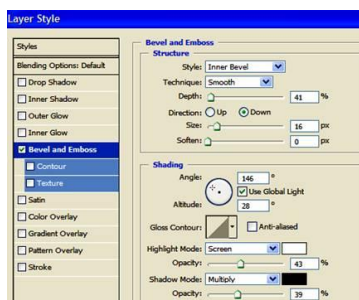 Layer Style
Styles
Blending Options: Default
Drop Shadow
Inner Shadow
Outer Glow
Inner Glow
Bevel and Emboss
Contour
Texture
Satin
Color Overlay
Gradient Overlay
Pattern Overlay
Stroke
Bevel and Emboss
Structure
Style: Inner Bevel
Technique: Smooth
Depth: 41 %
Direction: Up Down
Size: 16 px
Soften: 0 px
Shading
Angle: 146 °
Use Global Light
Altitude: 28 °
Gloss Contour: Anti-aliased
Highlight Mode: Screen
Opacity: 43 %
Shadow Mode: Multiply
Opacity: 39 %